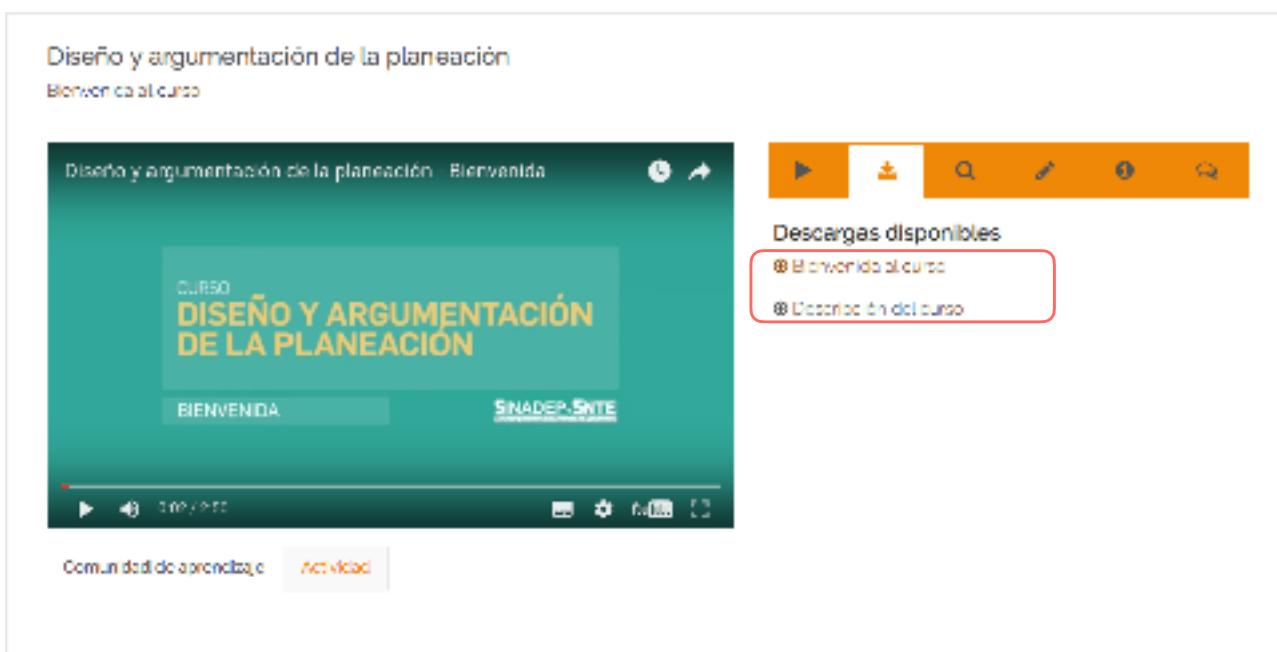 Diseño y argumentación de la planeación
Bienvenida al curso
Diseño y argumentación de la planeación - Bienvenida
CURSO
DISEÑO Y ARGUMENTACIÓN
DE LA PLANEACIÓN
BIENVENIDA
SINADEP-SNTE
Descargas disponibles
Bienvenida al curso
Descripción del curso
Comunidad de aprendizaje
Actividad